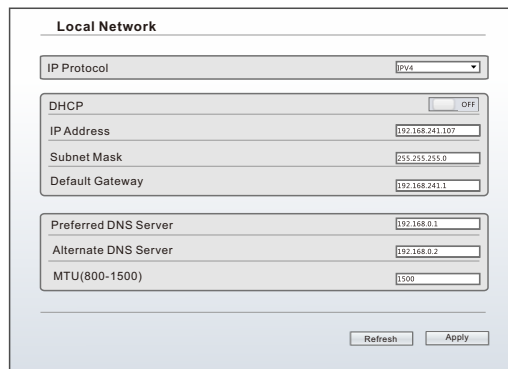 Local Network
IP Protocol IPV4
DHCP OFF
IP Address 192.168.241.107
Subnet Mask 255.255.255.0
Default Gateway 192.168.241.1
Preferred DNS Server 192.168.0.1
Alternate DNS Server 192.168.0.2
MTU(800-1500) 1500
Refresh Apply